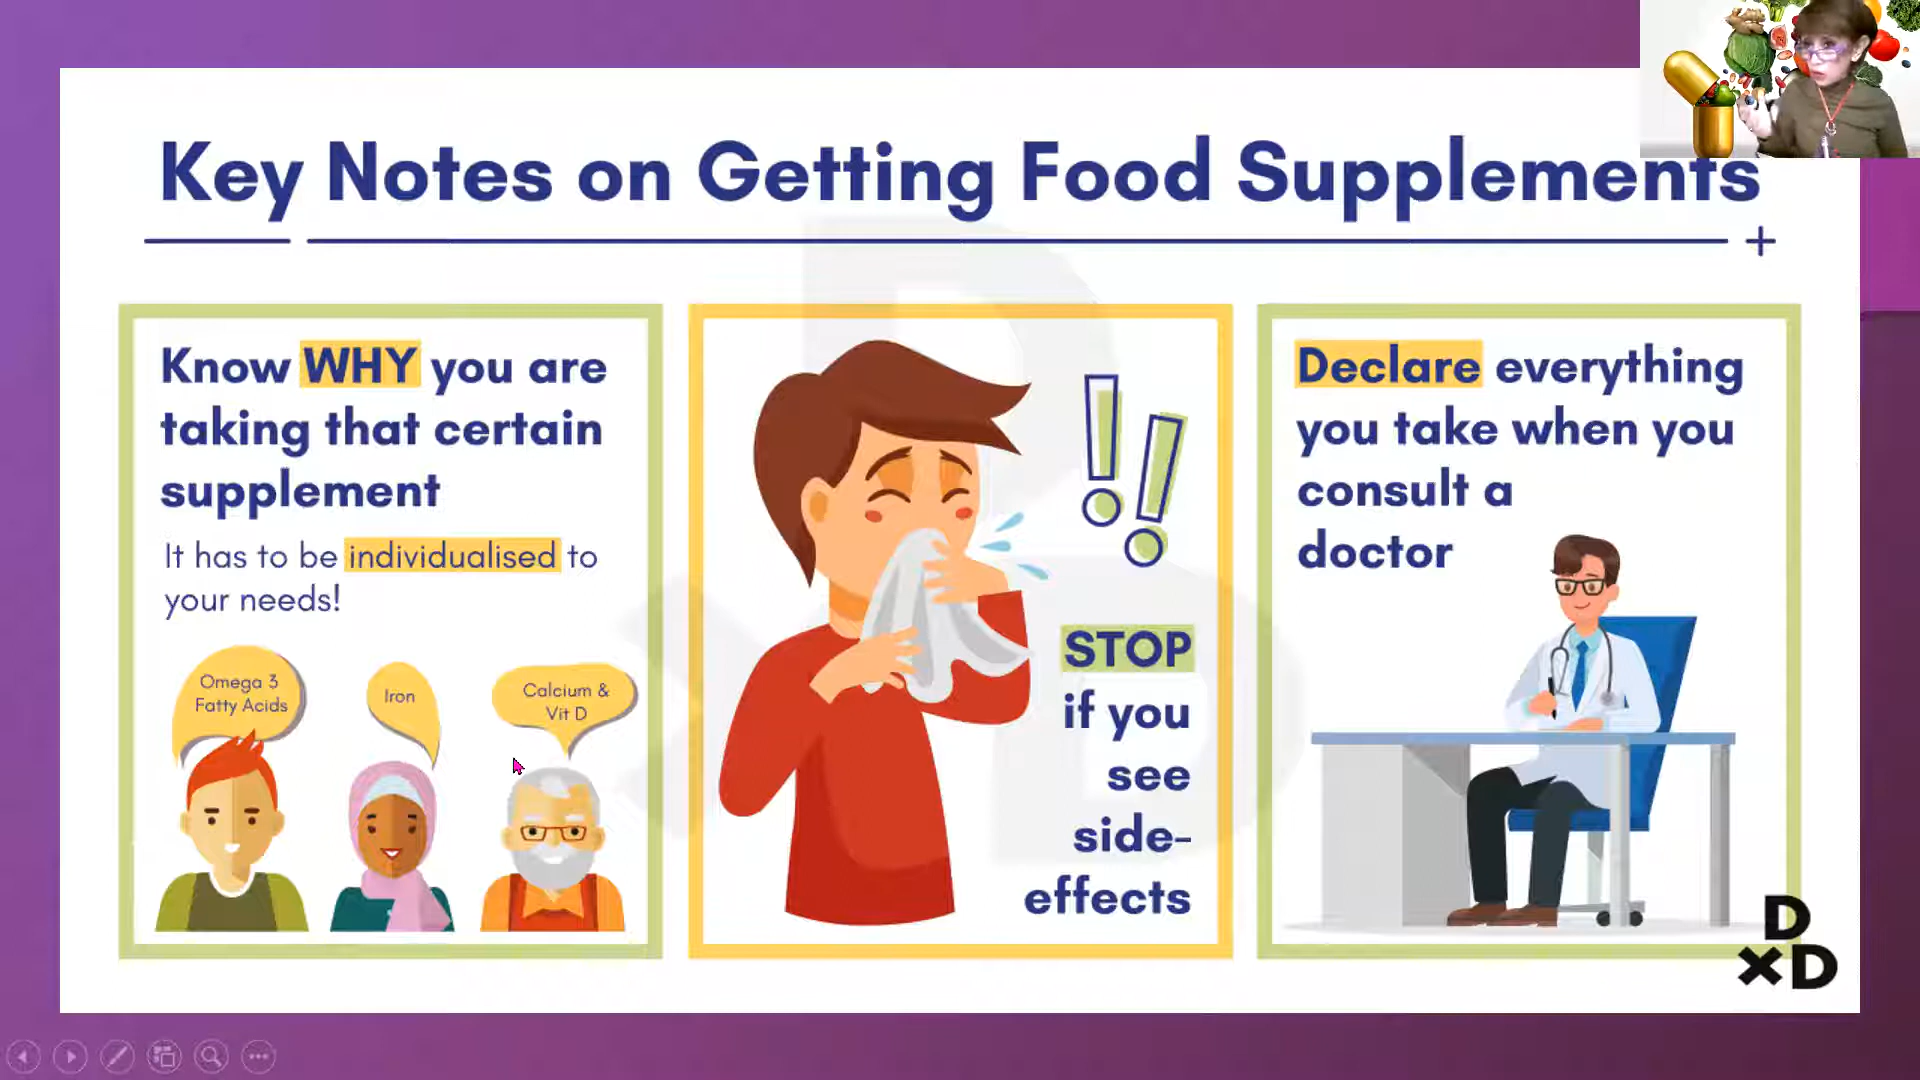 Key Notes on Getting Food Supplements
Know WHY you are
taking that certain
supplement
It has to be individualised to
your needs!
Omega 3
Fatty Acids
Iron
Calcium &
Vit D
STOP
if you
see
side-
effects
Declare everything
you take when you
consult a
doctor
D
xD